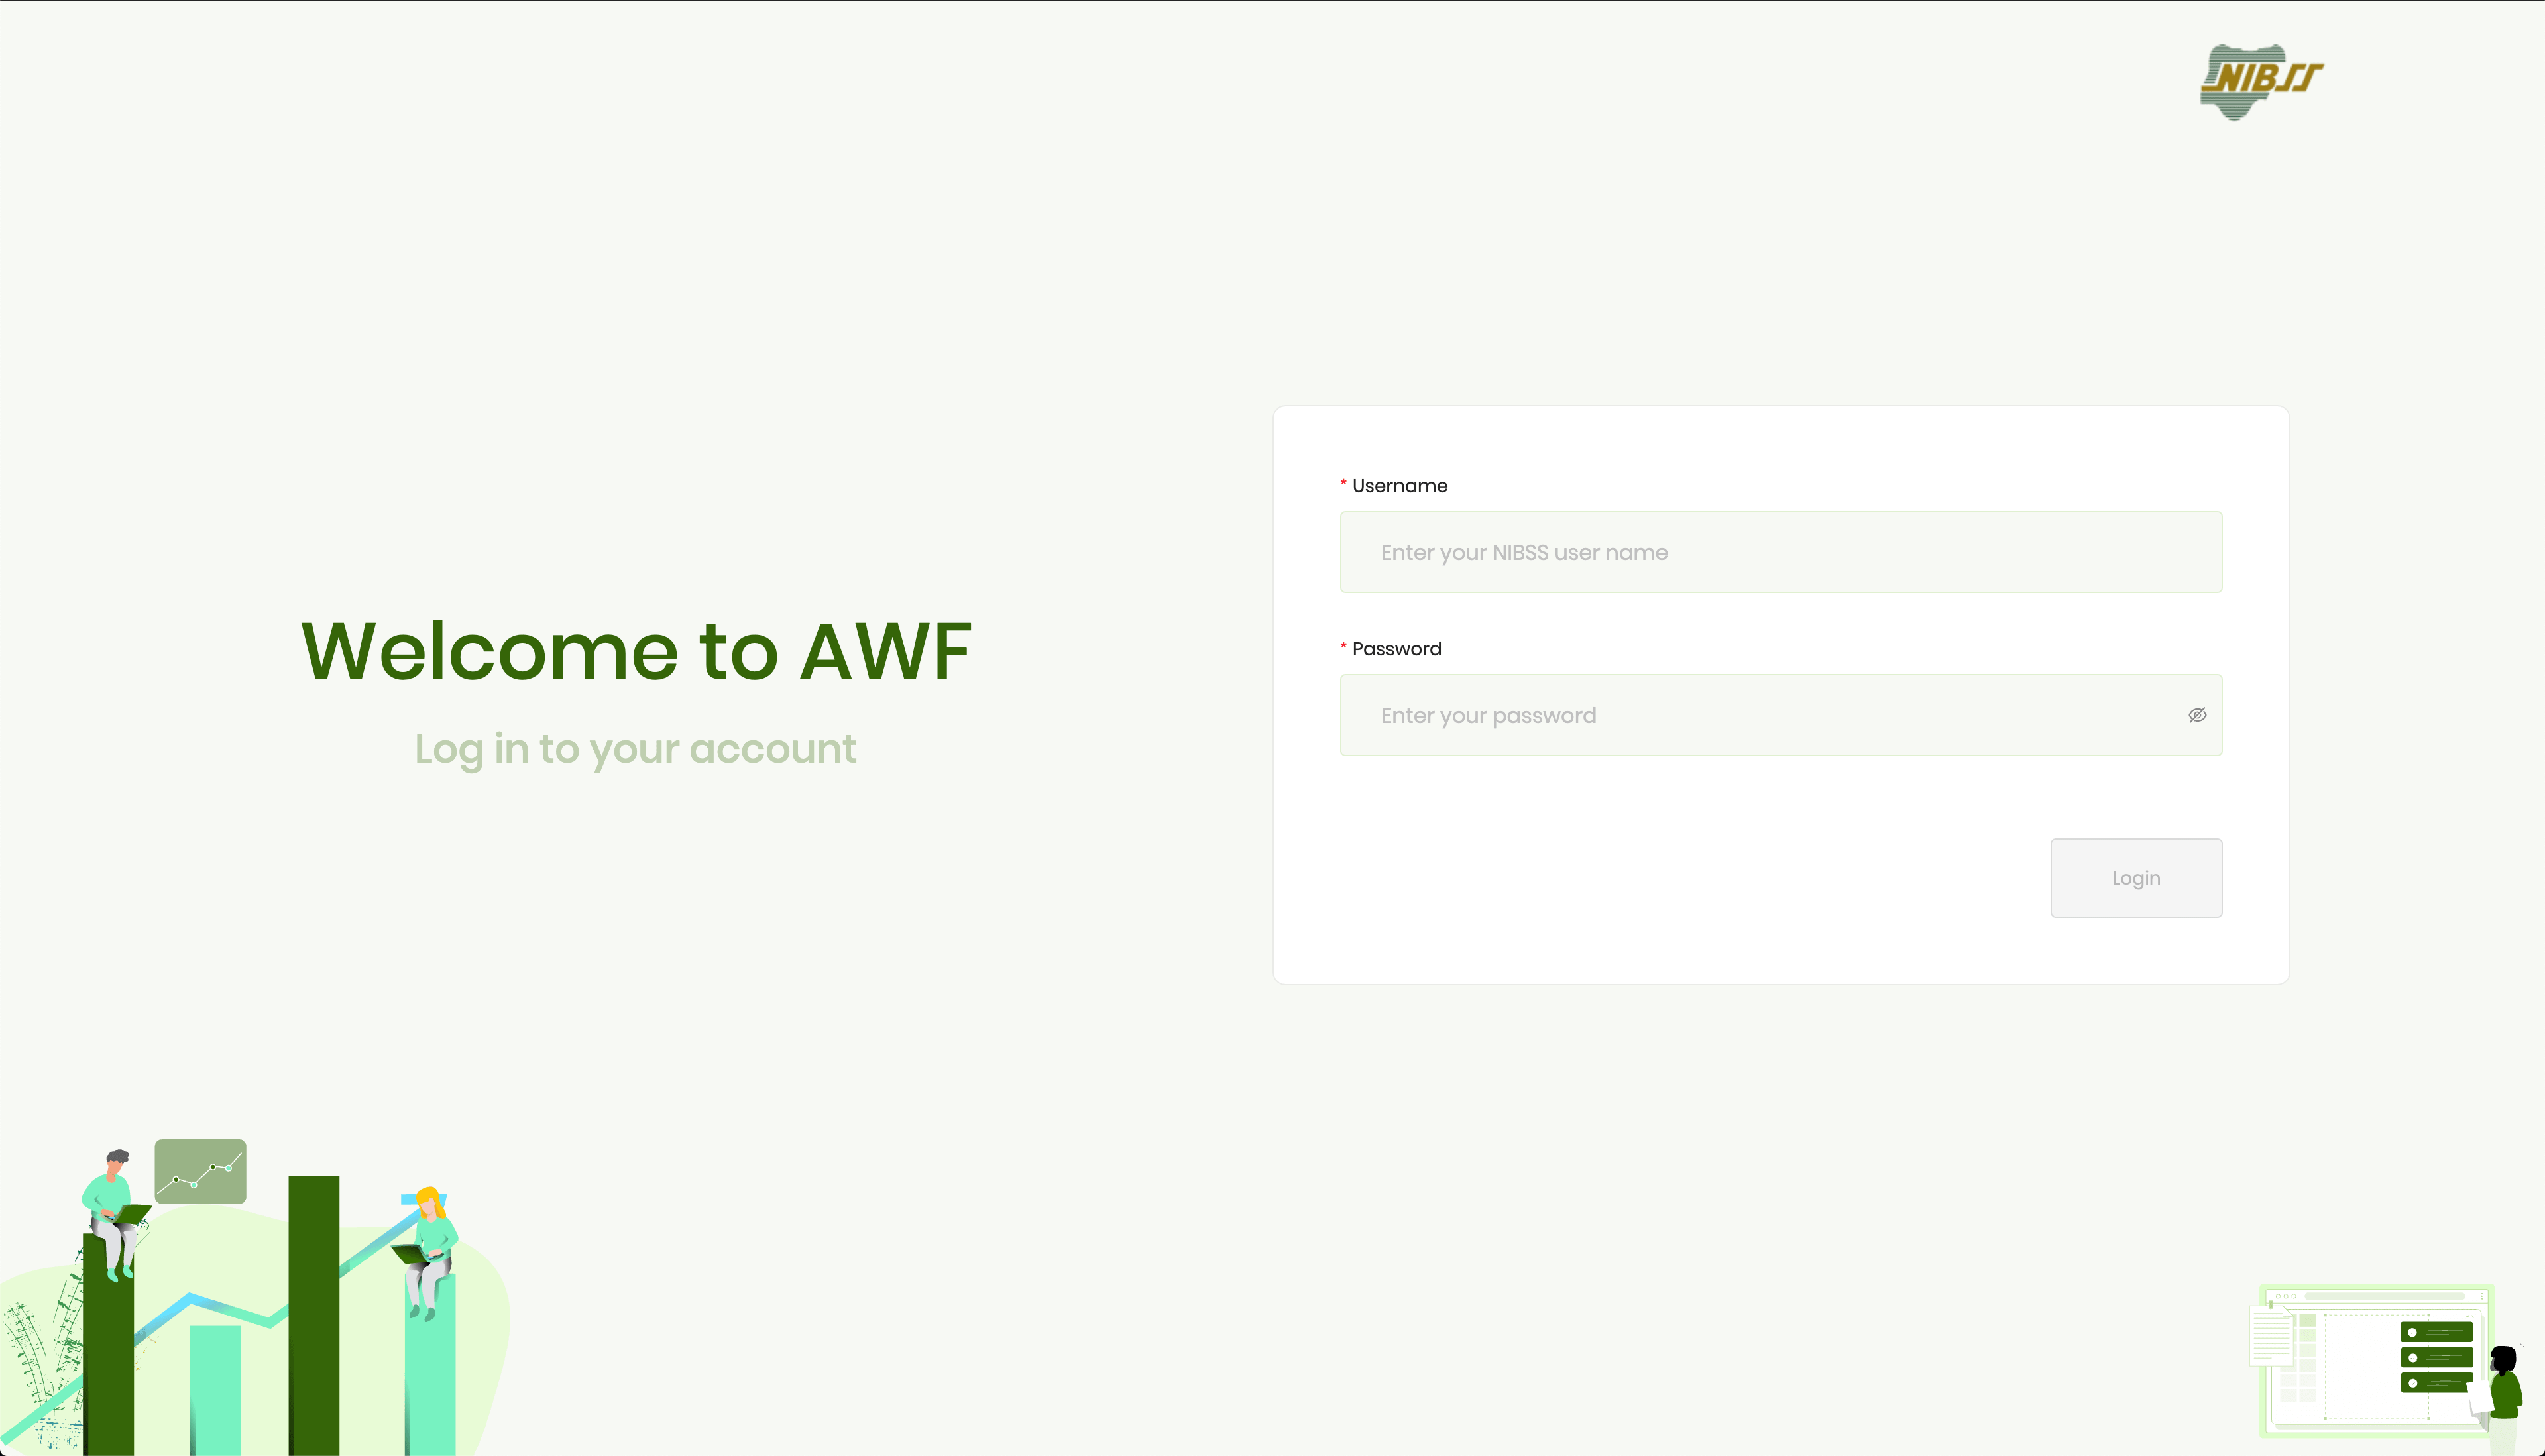 NIBSS
Welcome to AWF
Log in to your account
* Username
Enter your NIBSS user name
* Password
Enter your password
Login